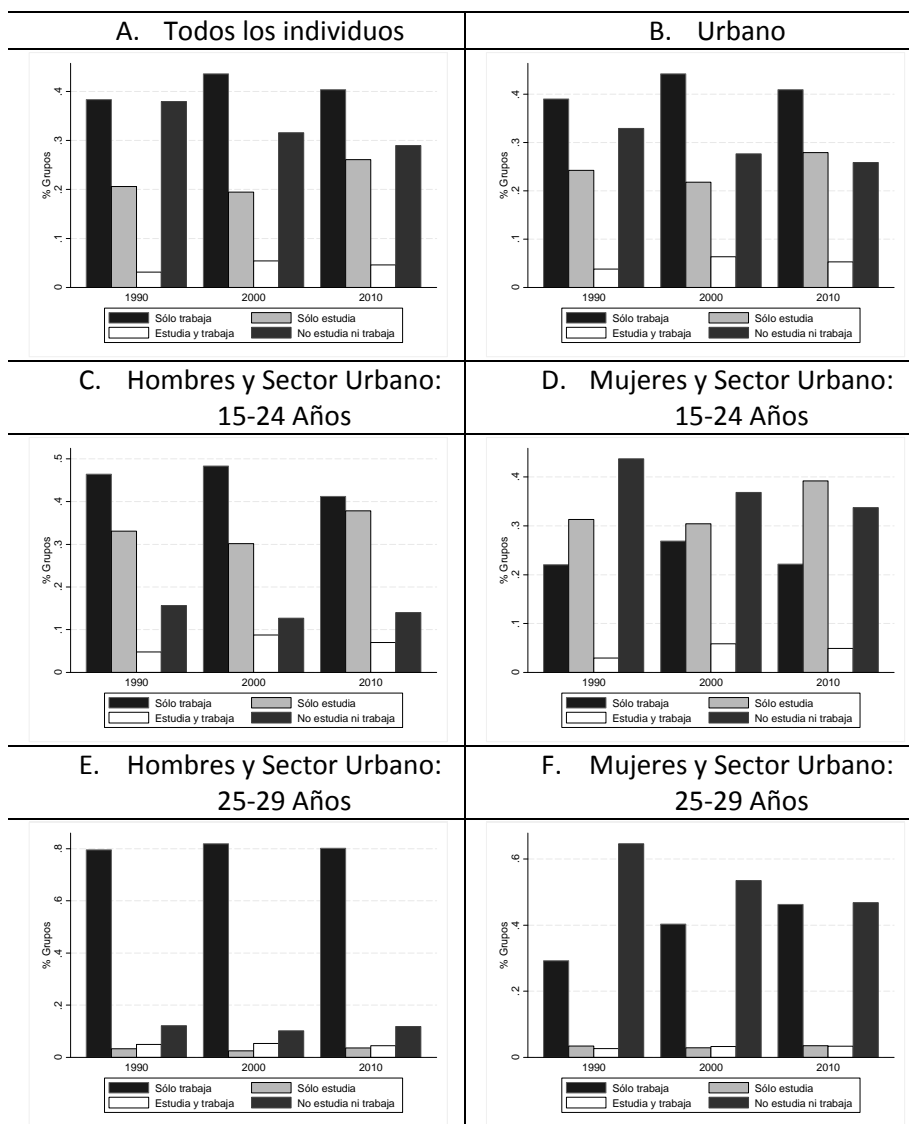 A. Todos los individuos
B. Urbano
% Grupos
0 .1 .2 .3 .4
1990 2000 2010
Sólo trabaja Sólo estudia
Estudia y trabaja No estudia ni trabaja
% Grupos
0 .1 .2 .3 .4
1990 2000 2010
Sólo trabaja Sólo estudia
Estudia y trabaja No estudia ni trabaja
C. Hombres y Sector Urbano:
15-24 Años
D. Mujeres y Sector Urbano:
15-24 Años
% Grupos
0 .1 .2 .3 .4 .5
1990 2000 2010
Sólo trabaja Sólo estudia
Estudia y trabaja No estudia ni trabaja
% Grupos
0 .1 .2 .3 .4
1990 2000 2010
Sólo trabaja Sólo estudia
Estudia y trabaja No estudia ni trabaja
E. Hombres y Sector Urbano:
25-29 Años
F. Mujeres y Sector Urbano:
25-29 Años
% Grupos
0 .2 .4 .6 .8
1990 2000 2010
Sólo trabaja Sólo estudia
Estudia y trabaja No estudia ni trabaja
% Grupos
0 .2 .4 .6
1990 2000 2010
Sólo trabaja Sólo estudia
Estudia y trabaja No estudia ni trabaja